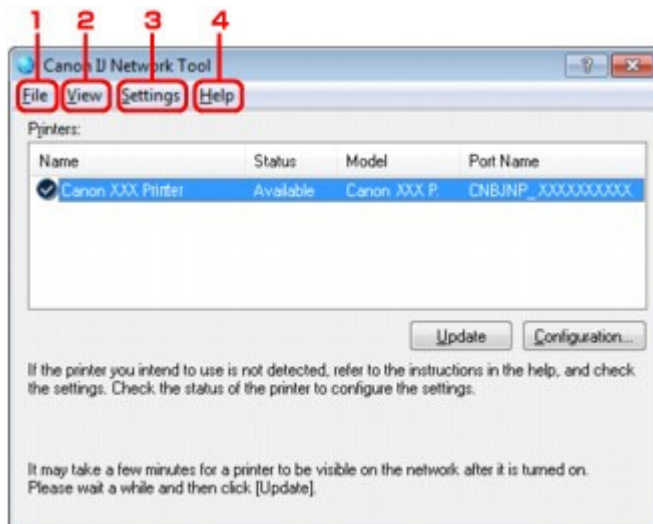 1 2 3 4
Canon IJ Network Tool
File View Settings Help
Printers:
Name Status Model Port Name
Canon XXX Printer Available Canon XXX P. CNBJNP_XXXXXXXXXX
Update Configuration...
If the printer you intend to use is not detected, refer to the instructions in the help, and check
the settings. Check the status of the printer to configure the settings.
It may take a few minutes for a printer to be visible on the network after it is turned on.
Please wait a while and then click [Update].